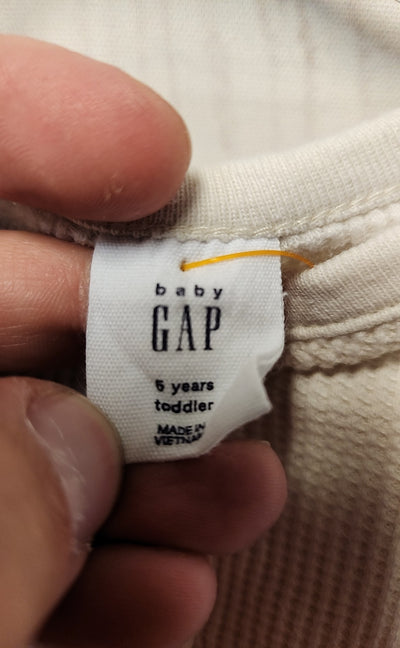 baby
GAP
5 years
toddler
MADE IN
VIETNAM